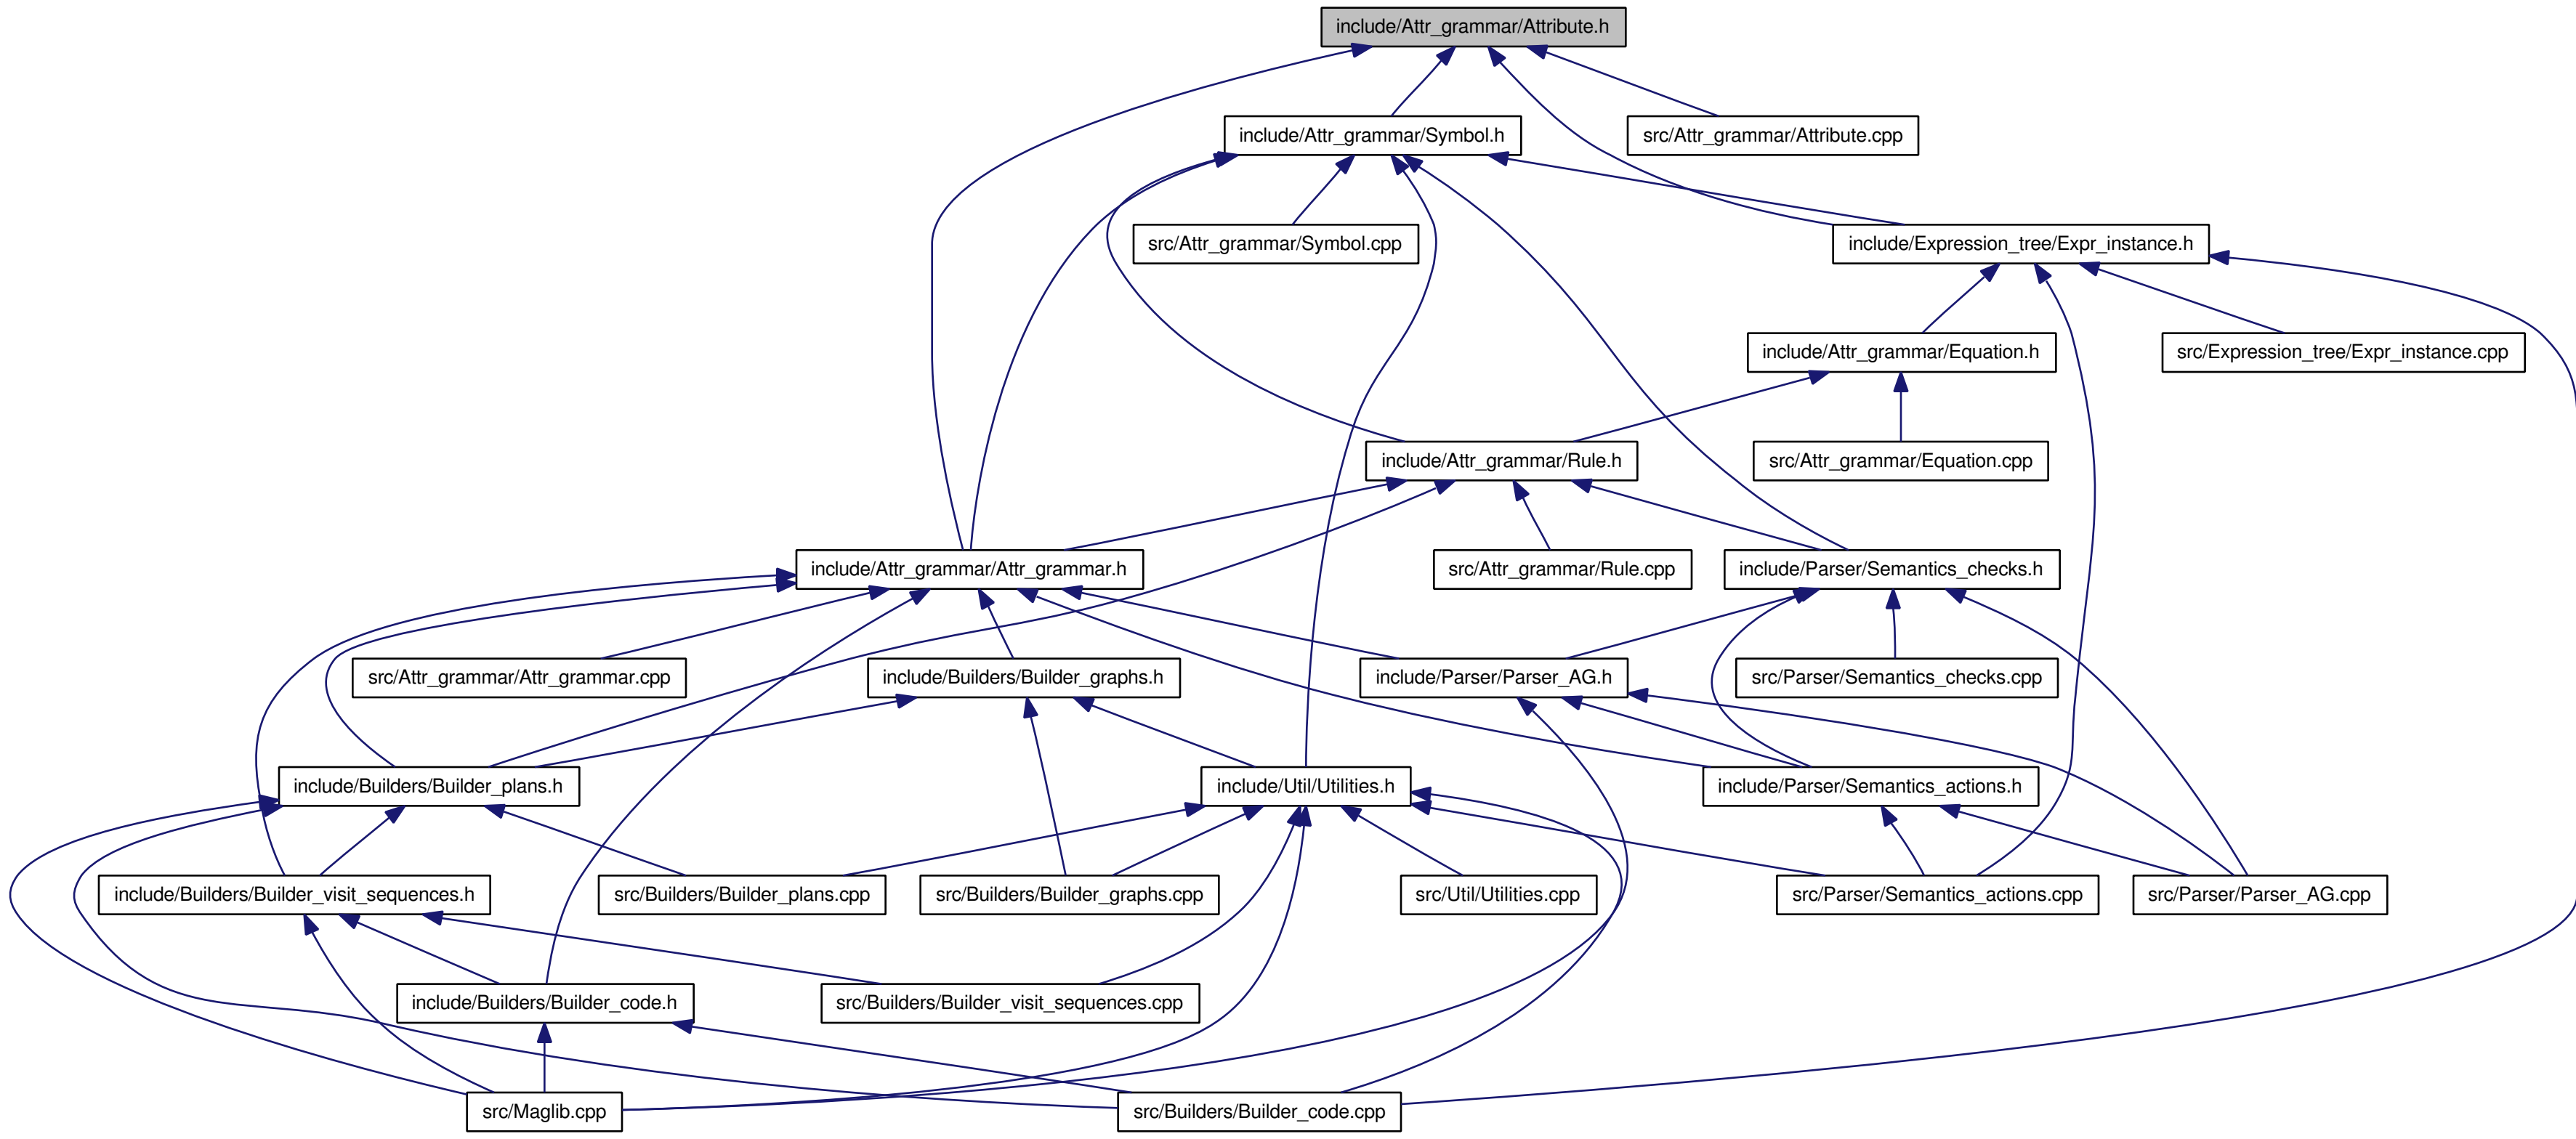 include/Attr_grammar/Attribute.h
include/Attr_grammar/Symbol.h
src/Attr_grammar/Attribute.cpp
src/Attr_grammar/Symbol.cpp
include/Expression_tree/Expr_instance.h
include/Attr_grammar/Equation.h
src/Expression_tree/Expr_instance.cpp
include/Attr_grammar/Rule.h
src/Attr_grammar/Equation.cpp
include/Attr_grammar/Attr_grammar.h
src/Attr_grammar/Rule.cpp
include/Parser/Semantics_checks.h
src/Attr_grammar/Attr_grammar.cpp
include/Builders/Builder_graphs.h
include/Parser/Parser_AG.h
src/Parser/Semantics_checks.cpp
include/Builders/Builder_plans.h
include/Util/Utilities.h
include/Parser/Semantics_actions.h
include/Builders/Builder_visit_sequences.h
src/Builders/Builder_plans.cpp
src/Builders/Builder_graphs.cpp
src/Util/Utilities.cpp
src/Parser/Semantics_actions.cpp
src/Parser/Parser_AG.cpp
include/Builders/Builder_code.h
src/Builders/Builder_visit_sequences.cpp
src/Maglib.cpp
src/Builders/Builder_code.cpp